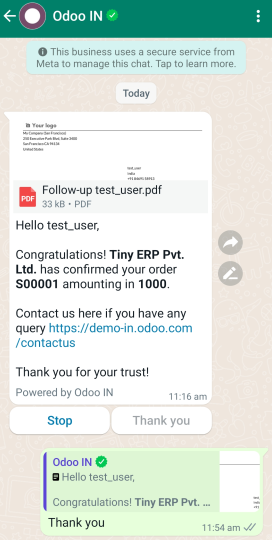 Odoo IN
This business uses a secure service from
Meta to manage this chat. Tap to learn more.
Today
Your logo
My Company (San Francisco)
250 Executive Park Blvd, Suite 3400
San Francisco CA 94134
United States
test_user
India
Follow-up test_user.pdf
PDF
33 kB • PDF
Hello test_user,
Congratulations! Tiny ERP Pvt.
Ltd. has confirmed your order
S00001 amounting in 1000.
Contact us here if you have any
query https://demo-in.odoo.com
/contactus
Thank you for your trust!
Powered by Odoo IN
11:16 am
Stop
Thank you
Odoo IN
Hello test_user,
Congratulations! Tiny ERP Pvt. ...
Thank you
11:54 am